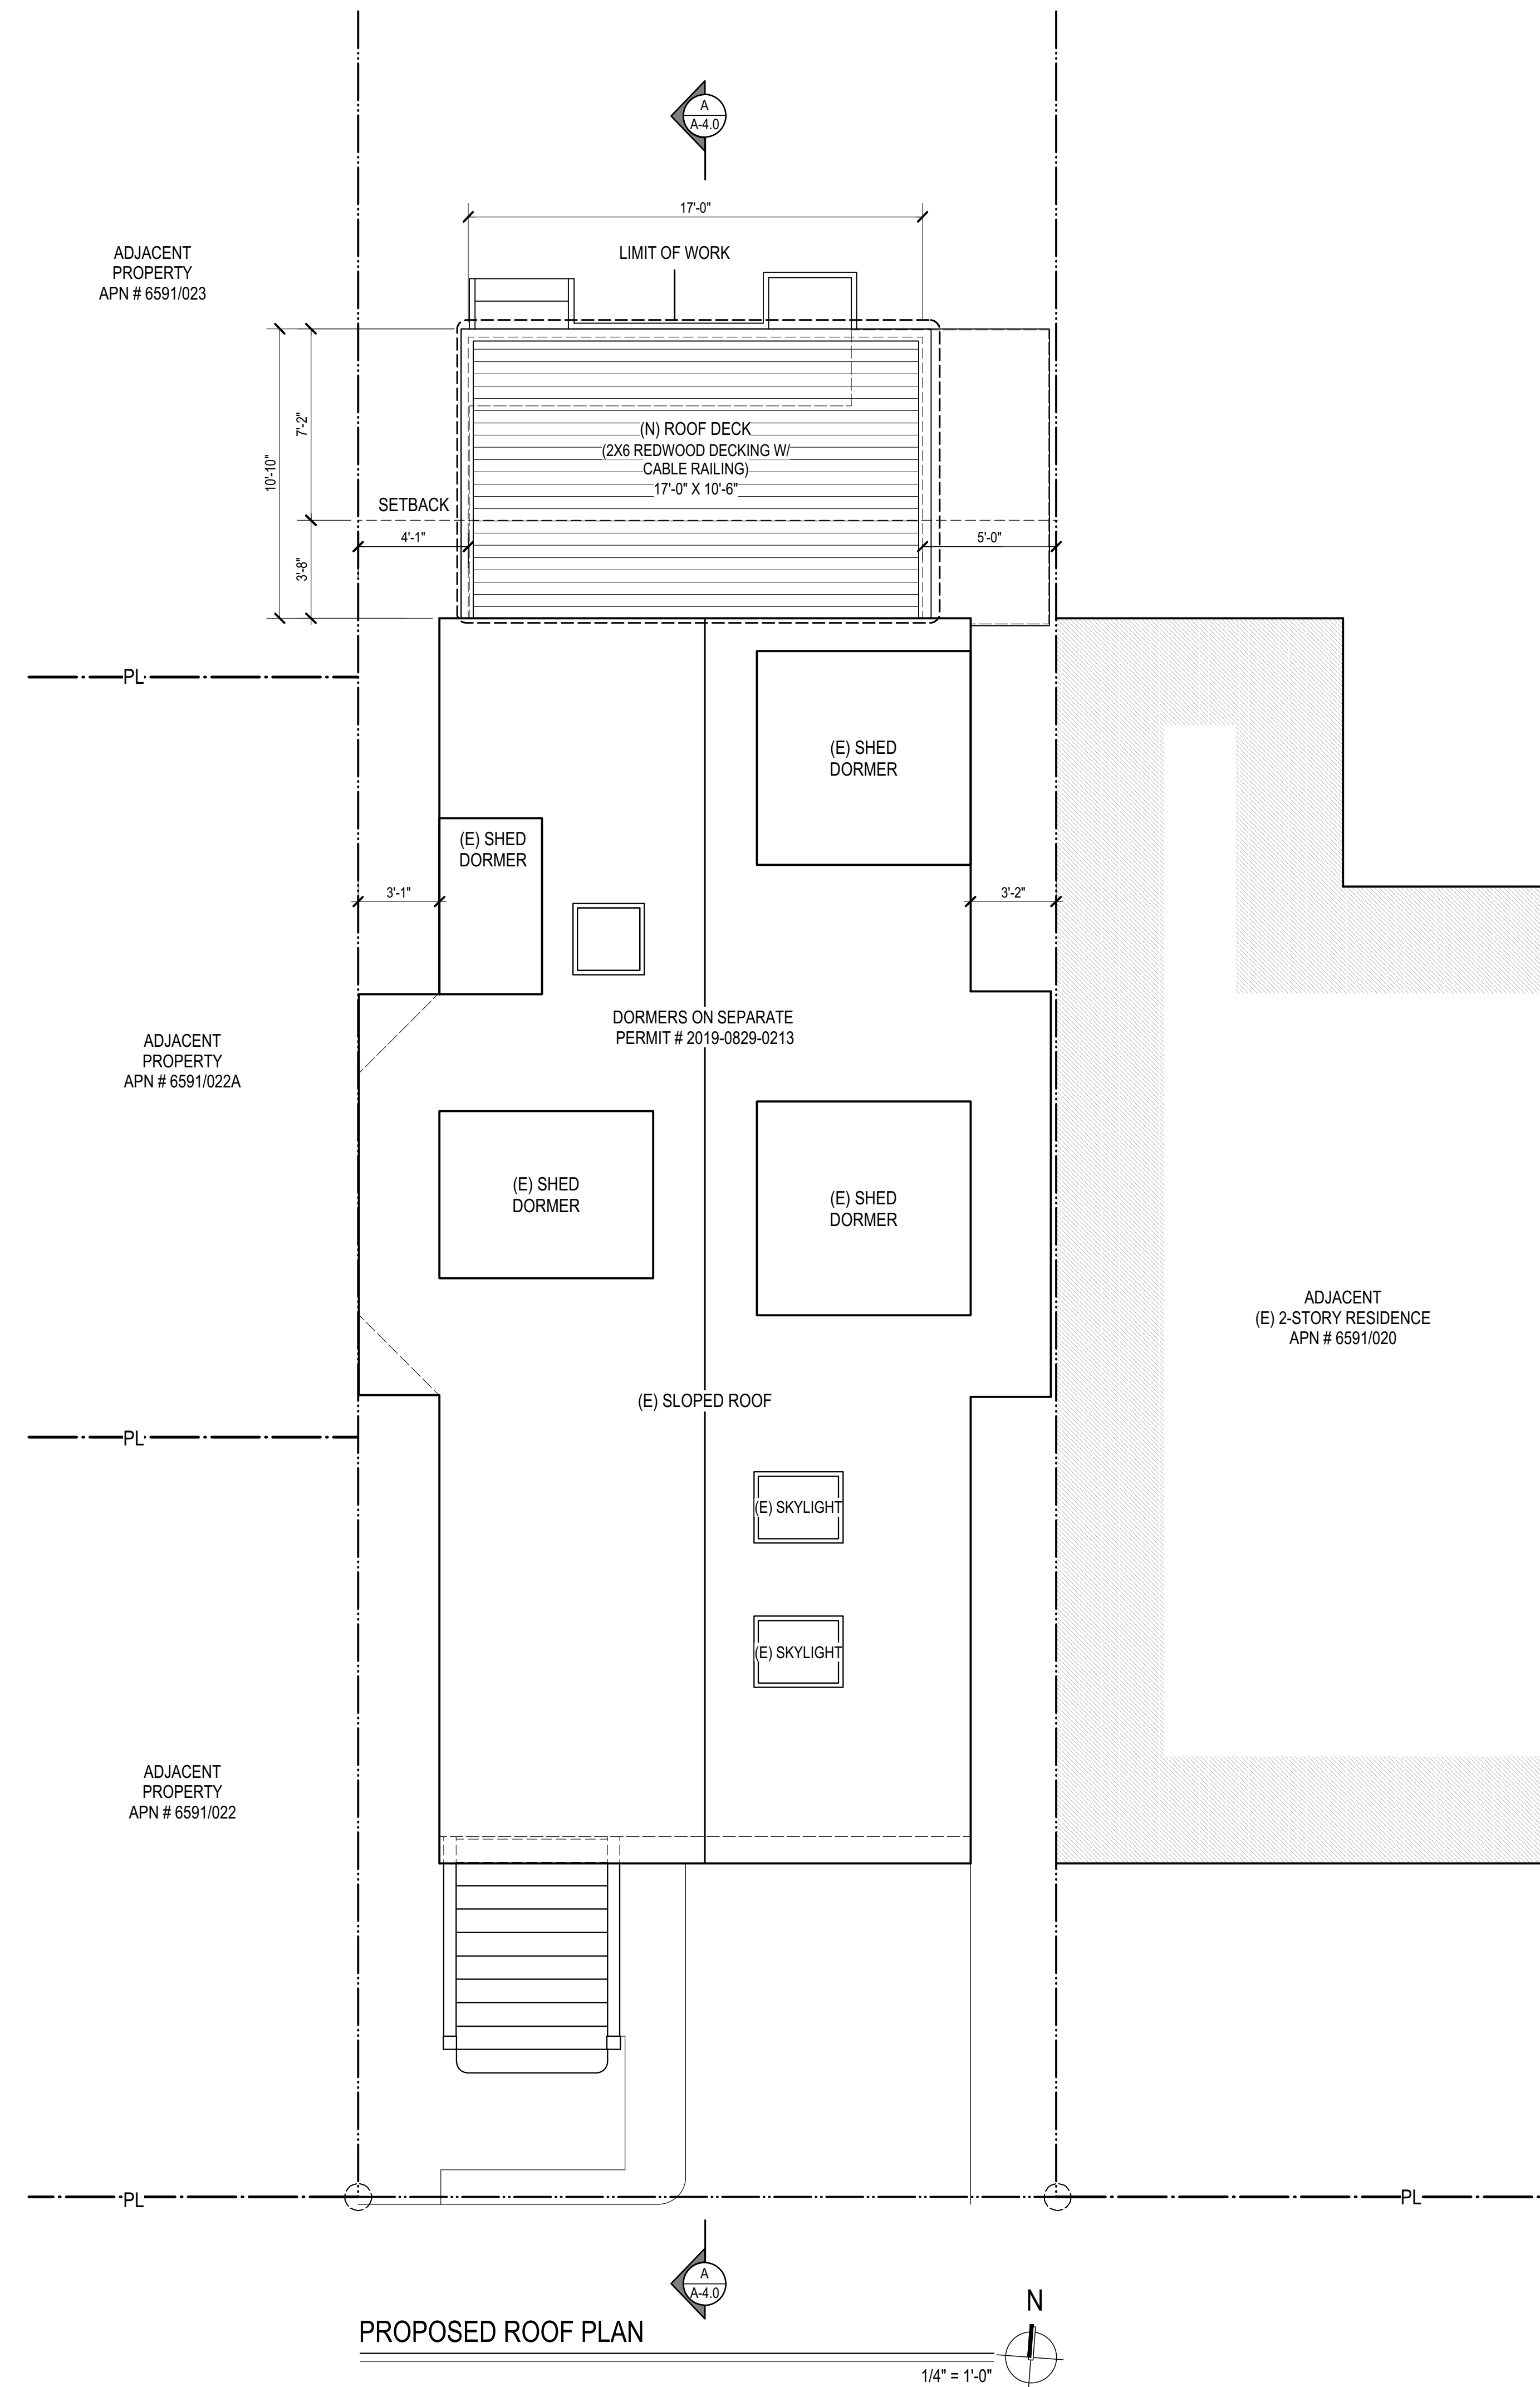 A
A-4.0
17'-0"
LIMIT OF WORK
ADJACENT
PROPERTY
APN # 6591/023
10'-10"
7'-2"
3'-8"
(N) ROOF DECK
(2X6 REDWOOD DECKING W/
CABLE RAILING)
17'-0" X 10'-6"
SETBACK
4'-1"
5'-0"
PL
(E) SHED
DORMER
(E) SHED
DORMER
3'-1"
3'-2"
DORMERS ON SEPARATE
PERMIT # 2019-0829-0213
ADJACENT
PROPERTY
APN # 6591/022A
(E) SHED
DORMER
(E) SHED
DORMER
ADJACENT
(E) 2-STORY RESIDENCE
APN # 6591/020
(E) SLOPED ROOF
PL
(E) SKYLIGHT
(E) SKYLIGHT
ADJACENT
PROPERTY
APN # 6591/022
PL
PL
A
A-4.0
N
PROPOSED ROOF PLAN
1/4" = 1'-0"